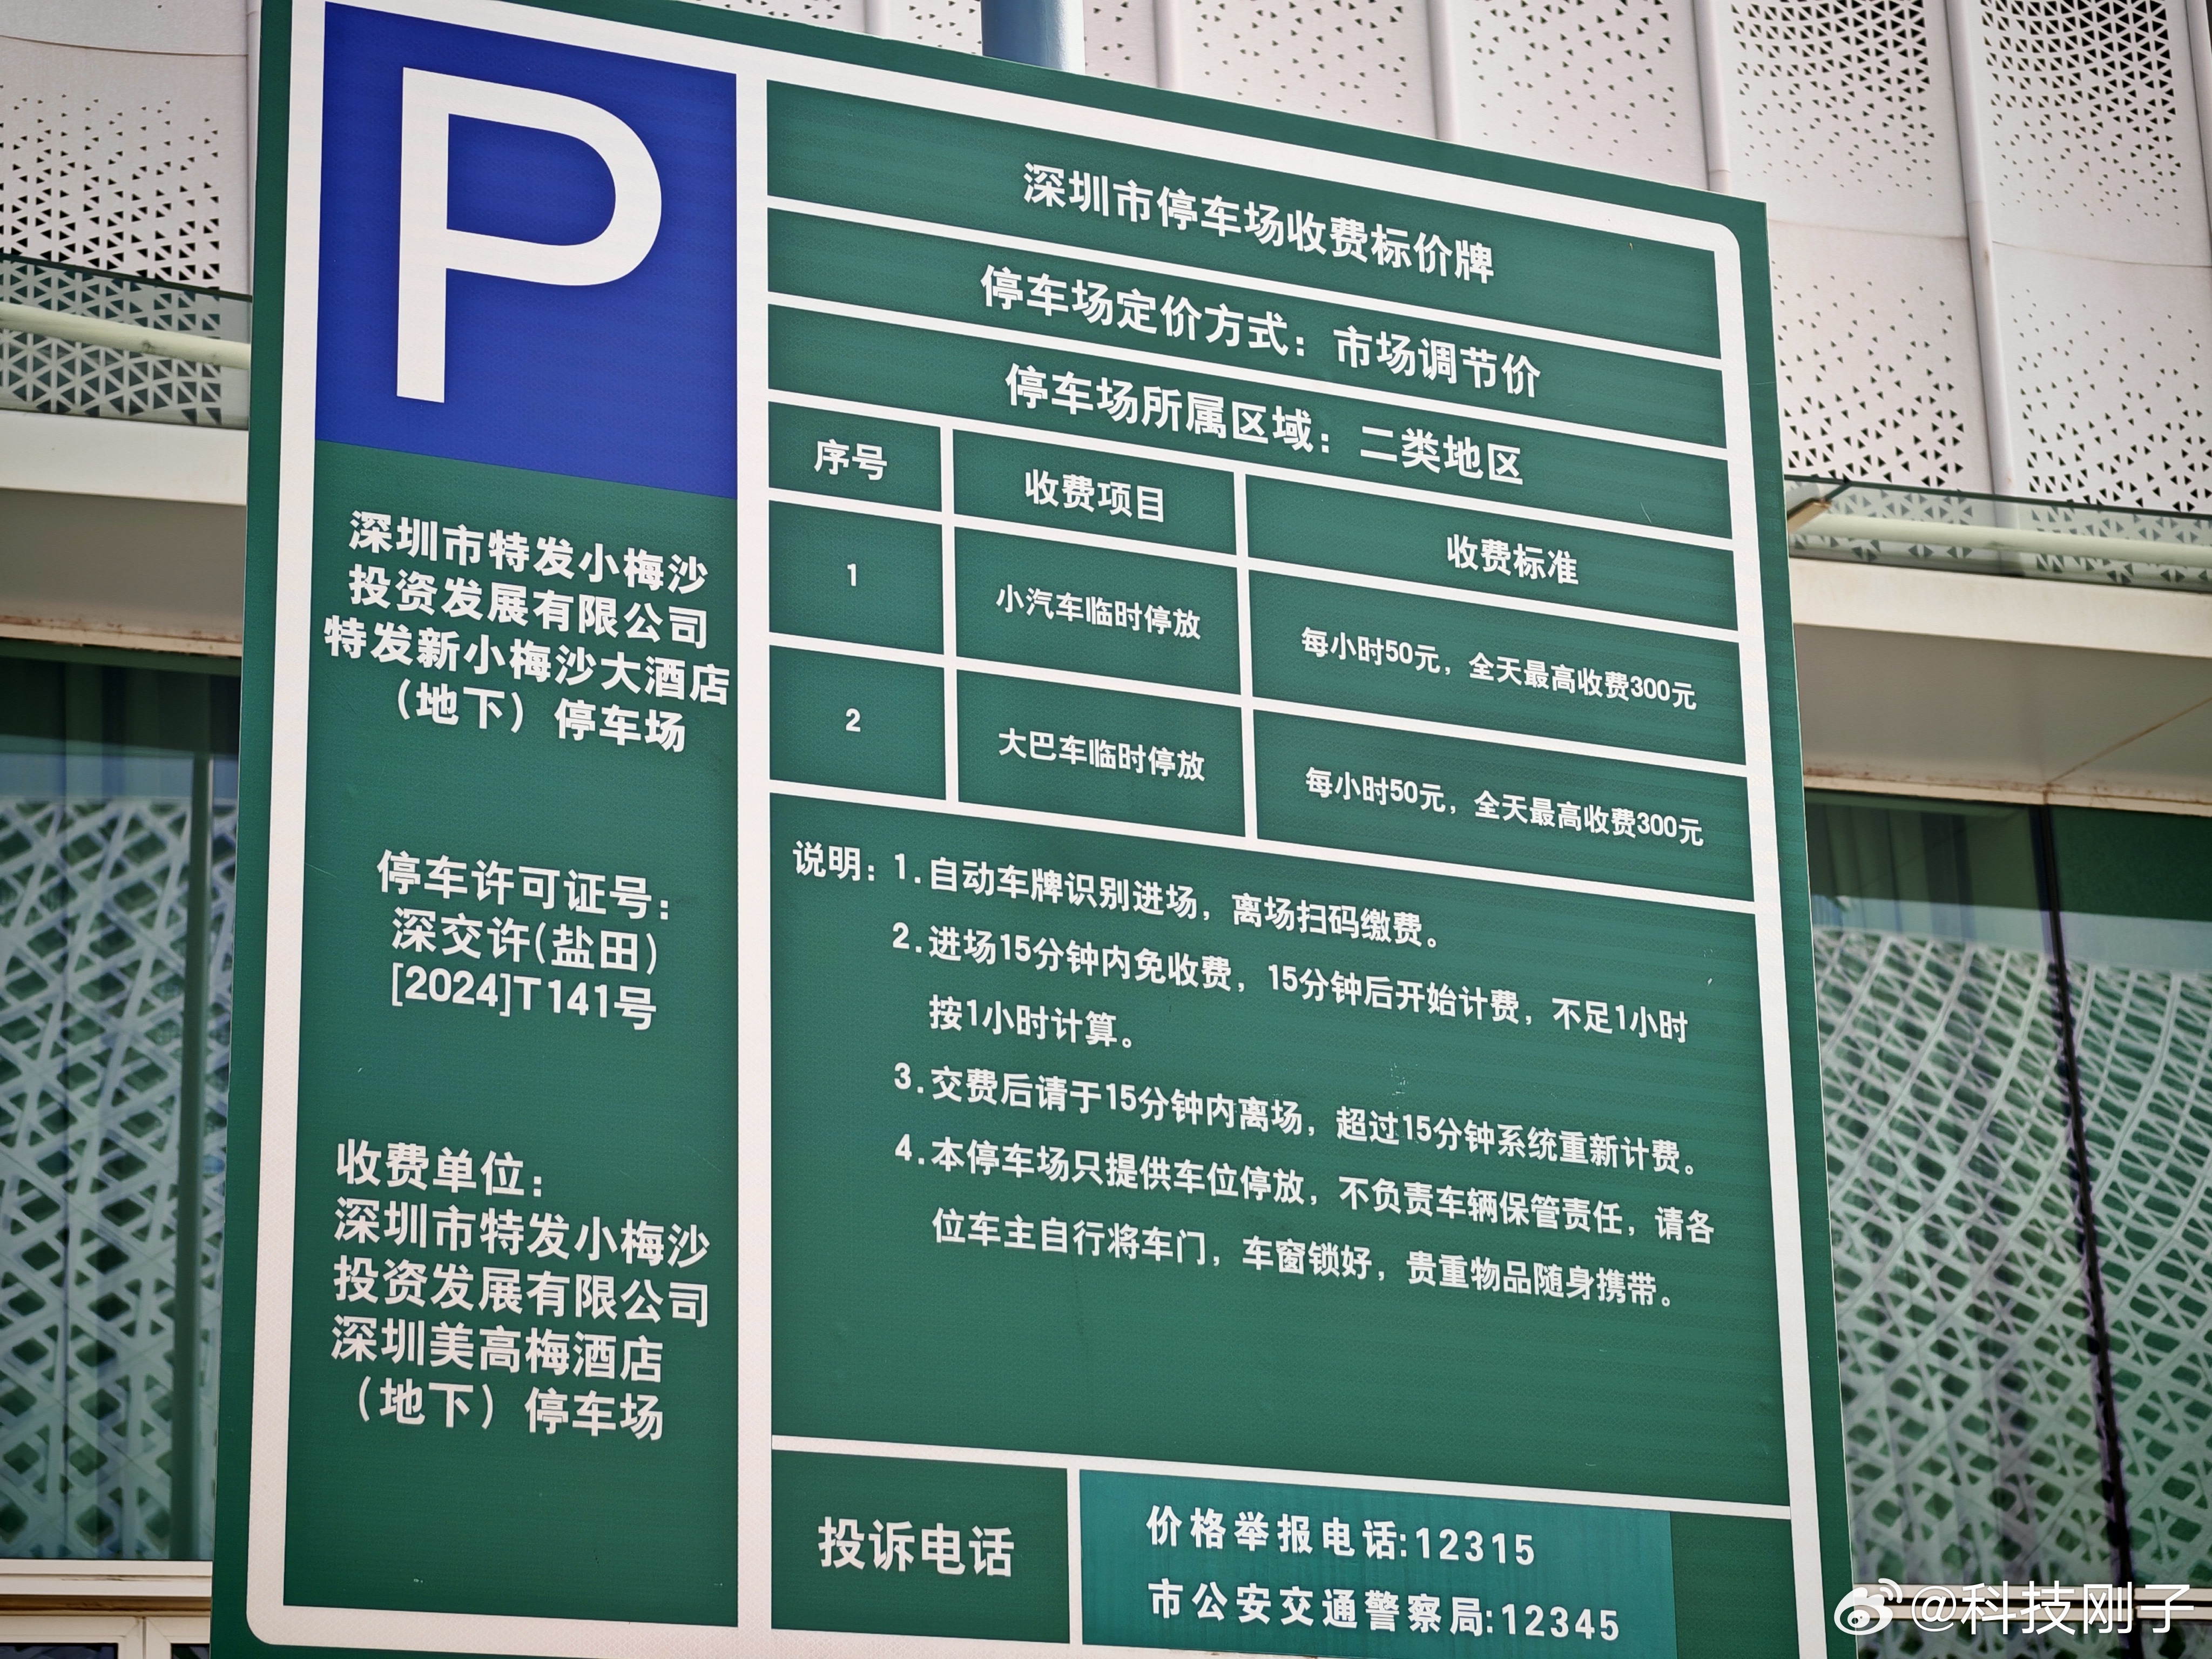 P
深圳市特发小梅沙
投资发展有限公司
特发新小梅沙大酒店
（地下）停车场
停车许可证号：
深交许(盐田)
[2024]T141号
收费单位：
深圳市特发小梅沙
投资发展有限公司
深圳美高梅酒店
（地下）停车场
深圳市停车场收费标价牌
停车场定价方式：市场调节价
停车场所属区域：二类地区
序号 收费项目 收费标准
1 小汽车临时停放 每小时50元，全天最高收费300元
2 大巴车临时停放 每小时50元，全天最高收费300元
说明：1.自动车牌识别进场，离场扫码缴费。
2.进场15分钟内免收费，15分钟后开始计费，不足1小时
按1小时计算。
3.交费后请于15分钟内离场，超过15分钟系统重新计费。
4.本停车场只提供车位停放，不负责车辆保管责任，请各
位车主自行将车门，车窗锁好，贵重物品随身携带。
投诉电话
价格举报电话:12315
市公安交通警察局:12345
@科技刚子